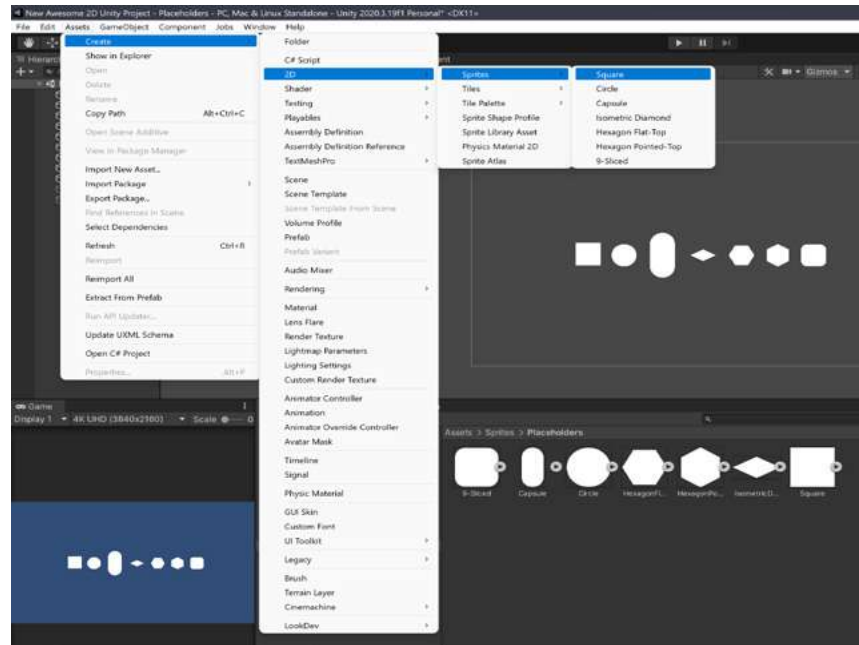 New Awesome 2D Unity Project - Placeholders - PC, Mac & Linux Standalone - Unity 2020.3.19f1 Personal* <DX11>
File Edit Assets GameObject Component Jobs Window Help
Create
Show in Explorer
Open
Delete
Rename
Copy Path Alt+Ctrl+C
Open Scene Additive
View in Package Manager
Import New Asset...
Import Package
Export Package...
Find References In Scene
Select Dependencies
Refresh Ctrl+R
Reimport
Reimport All
Extract From Prefab
Run API Updater...
Update UXML Schema
Open C# Project
Properties... Alt+P
Folder
C# Script
2D
Shader
Testing
Playables
Assembly Definition
Assembly Definition Reference
TextMeshPro
Scene
Scene Template
Scene Template From Scene
Volume Profile
Prefab
Prefab Variant
Audio Mixer
Rendering
Material
Lens Flare
Render Texture
Lightmap Parameters
Lighting Settings
Custom Render Texture
Animator Controller
Animation
Animator Override Controller
Avatar Mask
Timeline
Signal
Physic Material
GUI Skin
Custom Font
UI Toolkit
Legacy
Brush
Terrain Layer
Cinemachine
LookDev
Sprites
Tiles
Tile Palette
Sprite Shape Profile
Sprite Library Asset
Physics Material 2D
Sprite Atlas
Square
Circle
Capsule
Isometric Diamond
Hexagon Flat-Top
Hexagon Pointed-Top
9-Sliced
Gizmos
Game
Display 1 4K UHD (3840x2160) Scale
Assets > Sprites > Placeholders
9-Sliced Capsule Circle HexagonFl... HexagonPo... IsometricD... Square